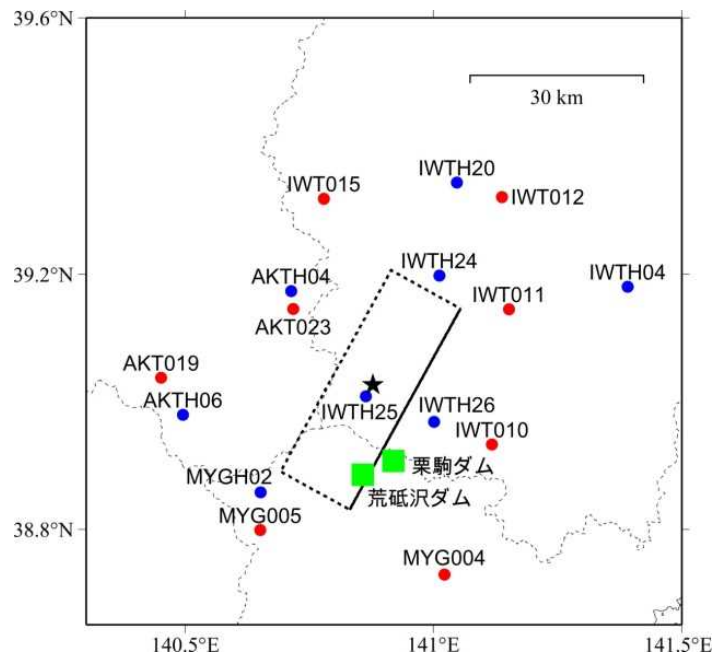 39.6°N
30 km
IWT015
IWTH20
IWT012
39.2°N
AKTH04
IWTH24
IWTH04
AKT023
IWT011
AKT019
AKTH06
IWTH25
IWTH26
IWT010
栗駒ダム
MYGH02
荒砥沢ダム
38.8°N
MYG005
MYG004
140.5°E
141°E
141.5°E